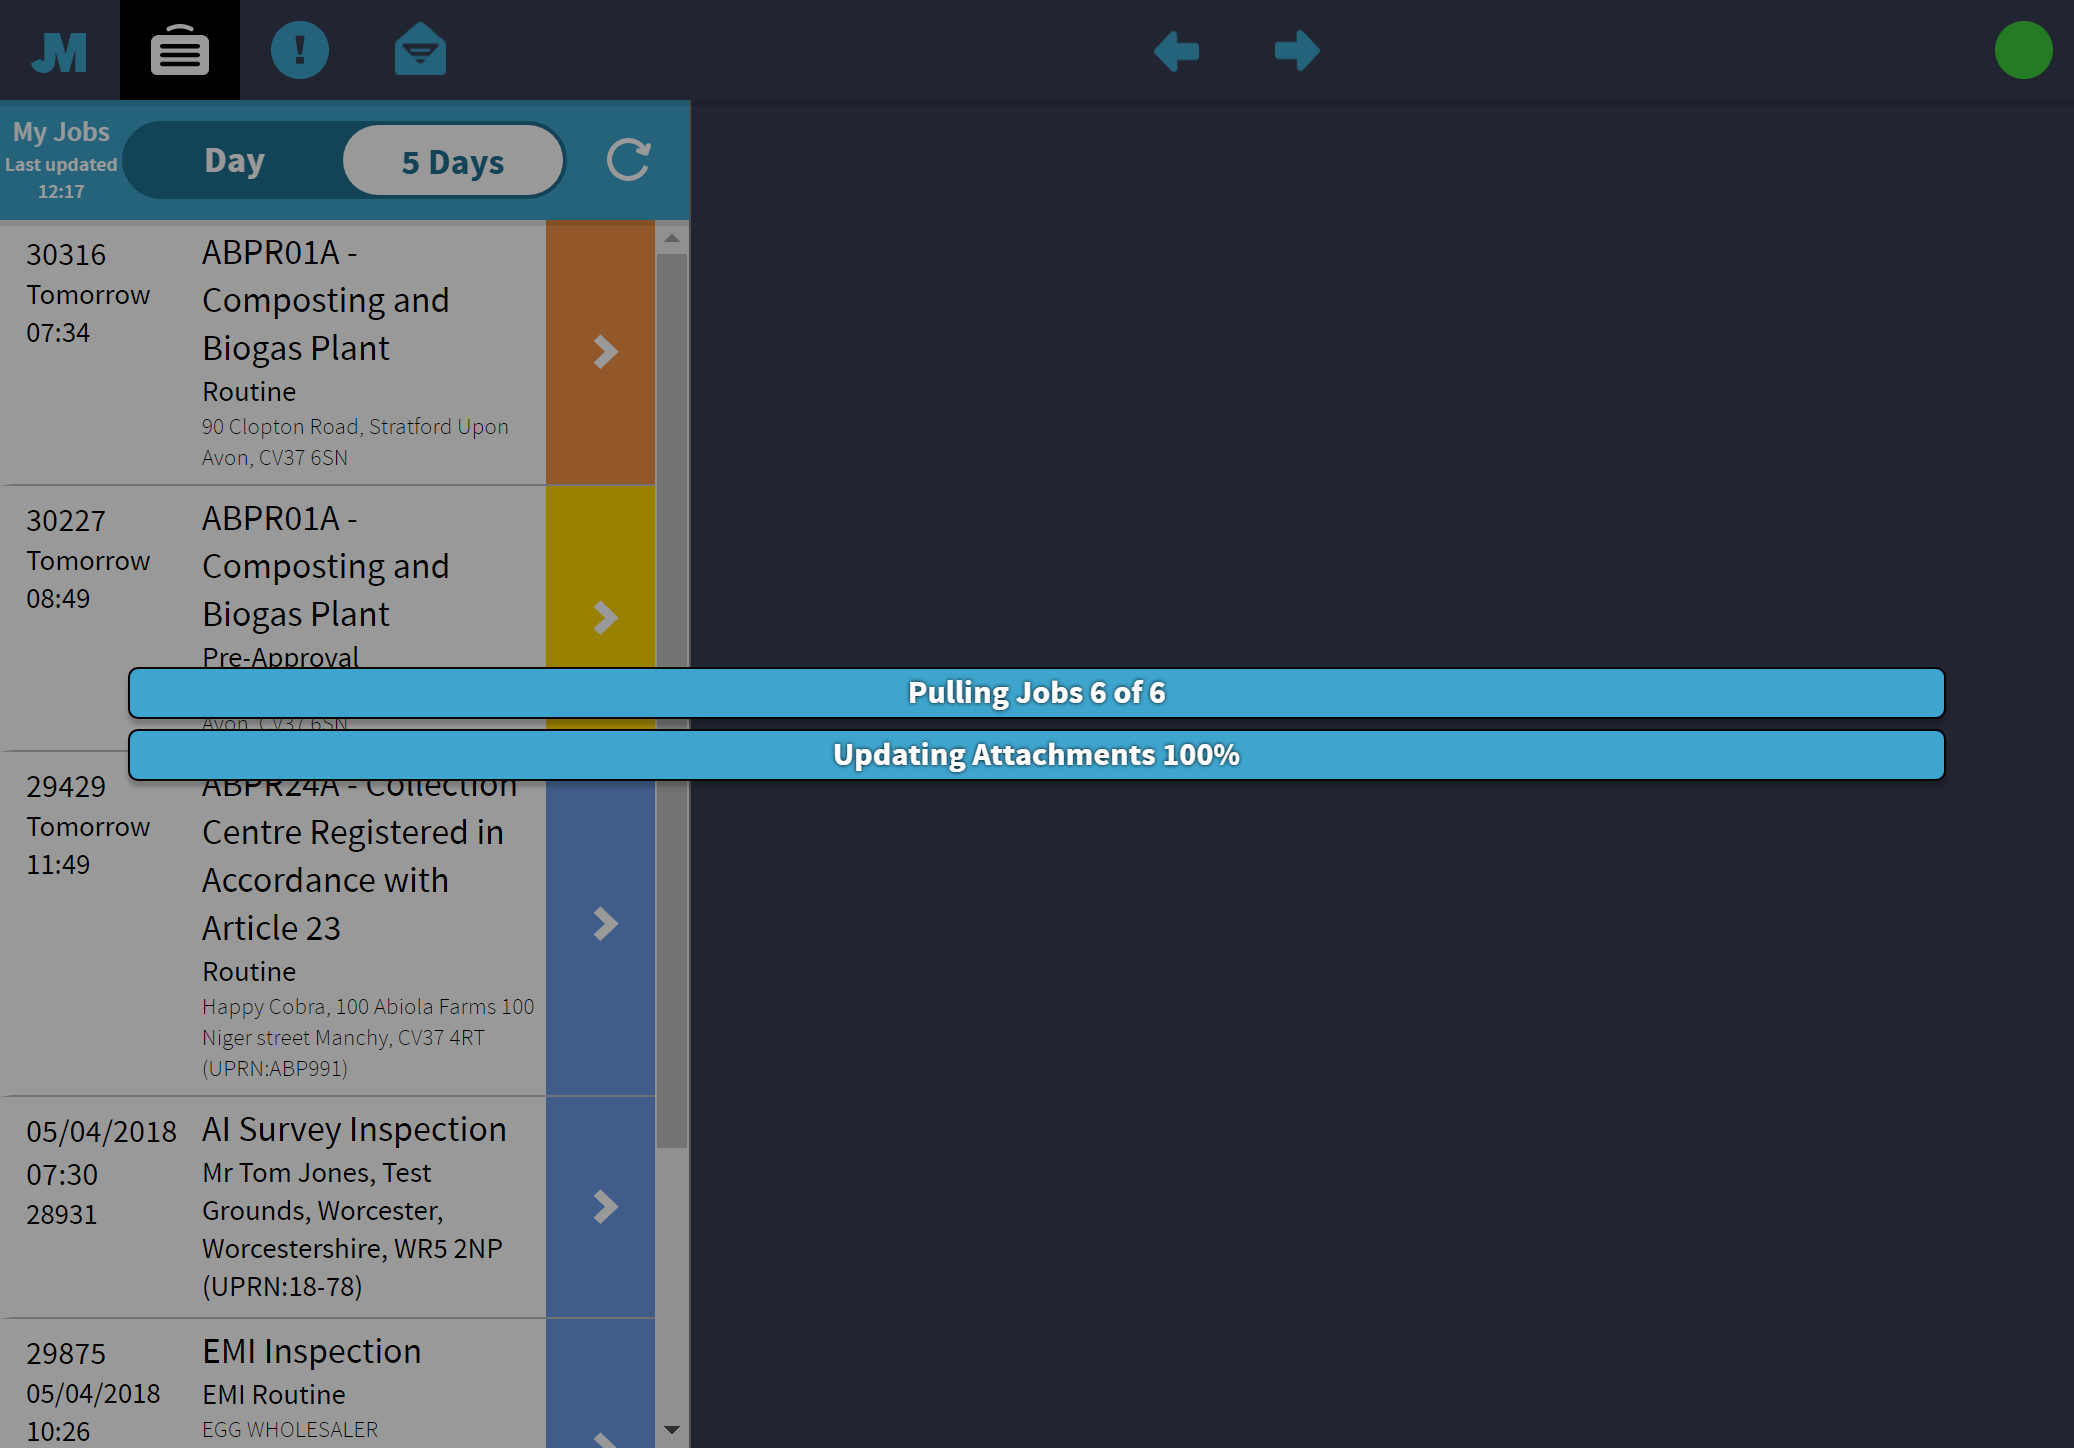 JM
My Jobs
Last updated
12:17
Day
5 Days
30316
Tomorrow
07:34
ABPR01A -
Composting and
Biogas Plant
Routine
90 Clopton Road, Stratford Upon
Avon, CV37 6SN
30227
Tomorrow
08:49
ABPR01A -
Composting and
Biogas Plant
Pre-Approval
Pulling Jobs 6 of 6
Avon, CV37 6SN
Updating Attachments 100%
29429
Tomorrow
11:49
ABPR24A - Collection
Centre Registered in
Accordance with
Article 23
Routine
Happy Cobra, 100 Abiola Farms 100
Niger street Manchy, CV37 4RT
(UPRN:ABP991)
05/04/2018
07:30
28931
AI Survey Inspection
Mr Tom Jones, Test
Grounds, Worcester,
Worcestershire, WR5 2NP
(UPRN:18-78)
29875
05/04/2018
10:26
EMI Inspection
EMI Routine
EGG WHOLESALER